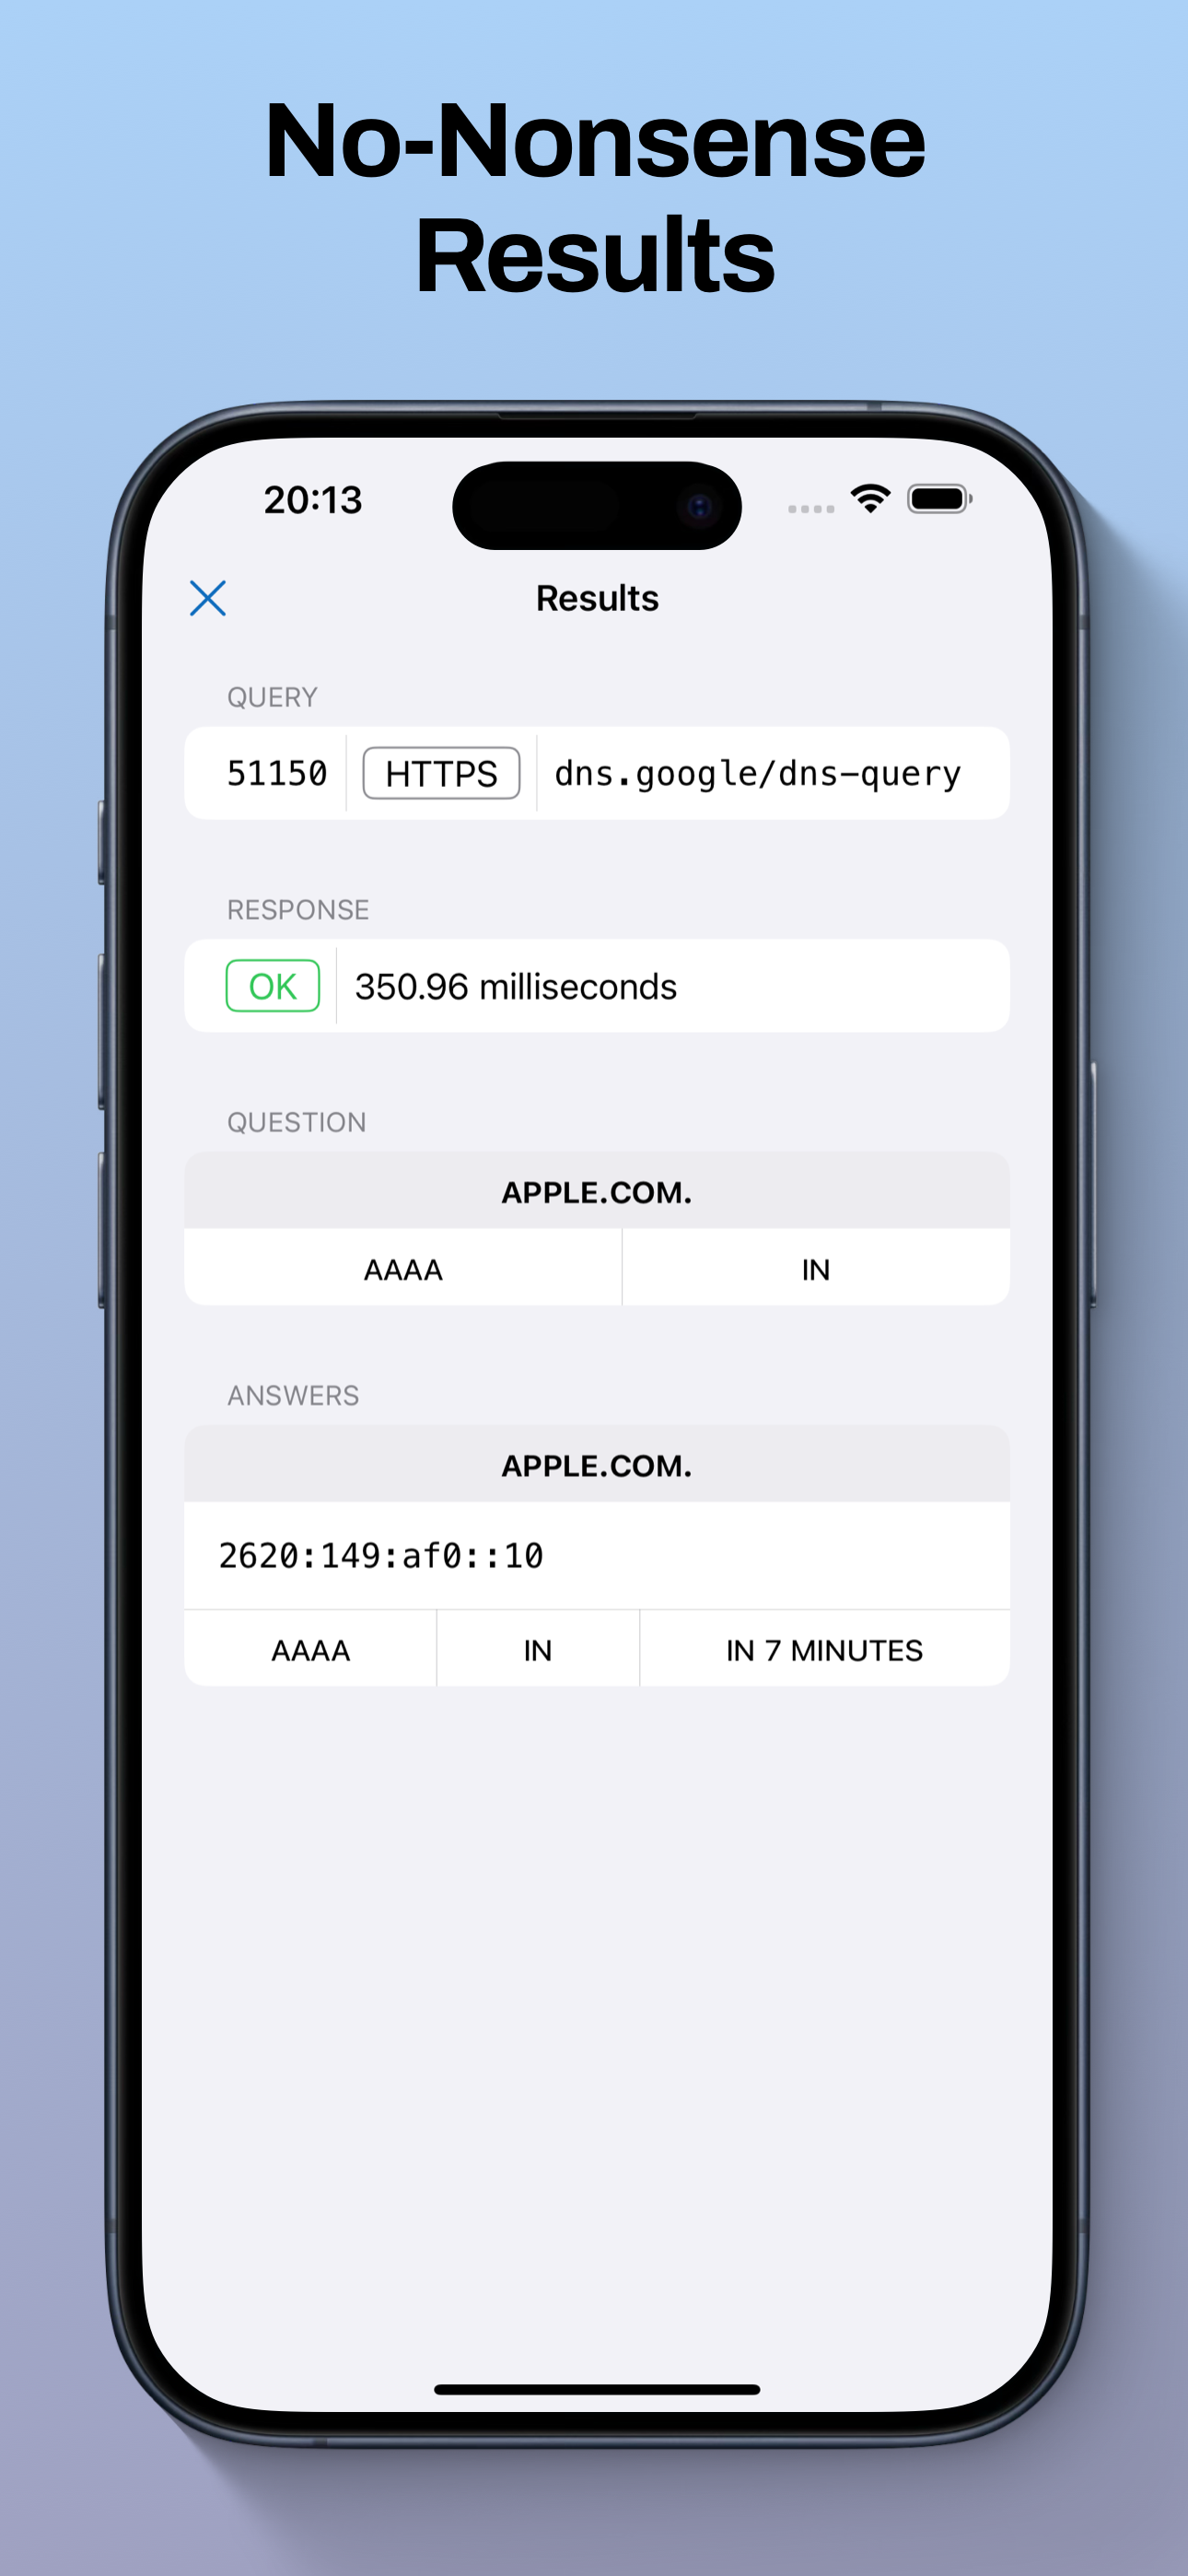 No-Nonsense
Results
20:13
Results
QUERY
51150 HTTPS dns.google/dns-query
RESPONSE
OK 350.96 milliseconds
QUESTION
APPLE.COM.
AAAA IN
ANSWERS
APPLE.COM.
2620:149:af0::10
AAAA IN IN 7 MINUTES